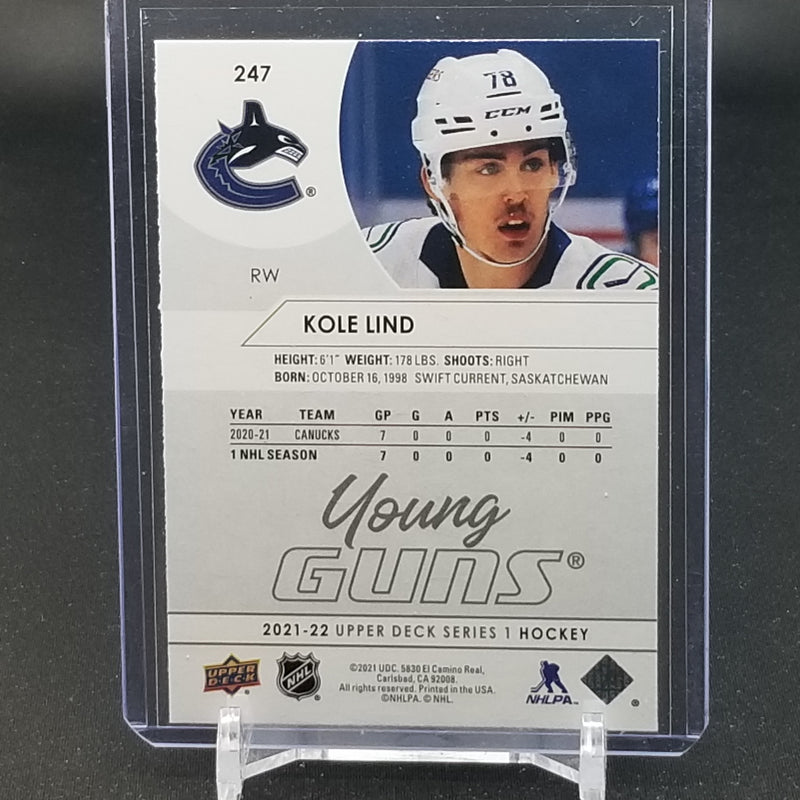 247
78
CCM
®
RW
KOLE LIND
HEIGHT: 6'1" WEIGHT: 178 LBS. SHOOTS: RIGHT
BORN: OCTOBER 16, 1998 SWIFT CURRENT, SASKATCHEWAN
YEAR TEAM GP G A PTS +/- PIM PPG
2020-21 CANUCKS 7 0 0 0 -4 0 0
1 NHL SEASON 7 0 0 0 -4 0 0
Young
GUNS®
2021-22 UPPER DECK SERIES 1 HOCKEY
UPPER DECK
NHL
©2021 UDC. 5830 El Camino Real,
Carlsbad, CA 92008.
All rights reserved. Printed in the USA.
©NHLPA. © NHL.
NHLPA